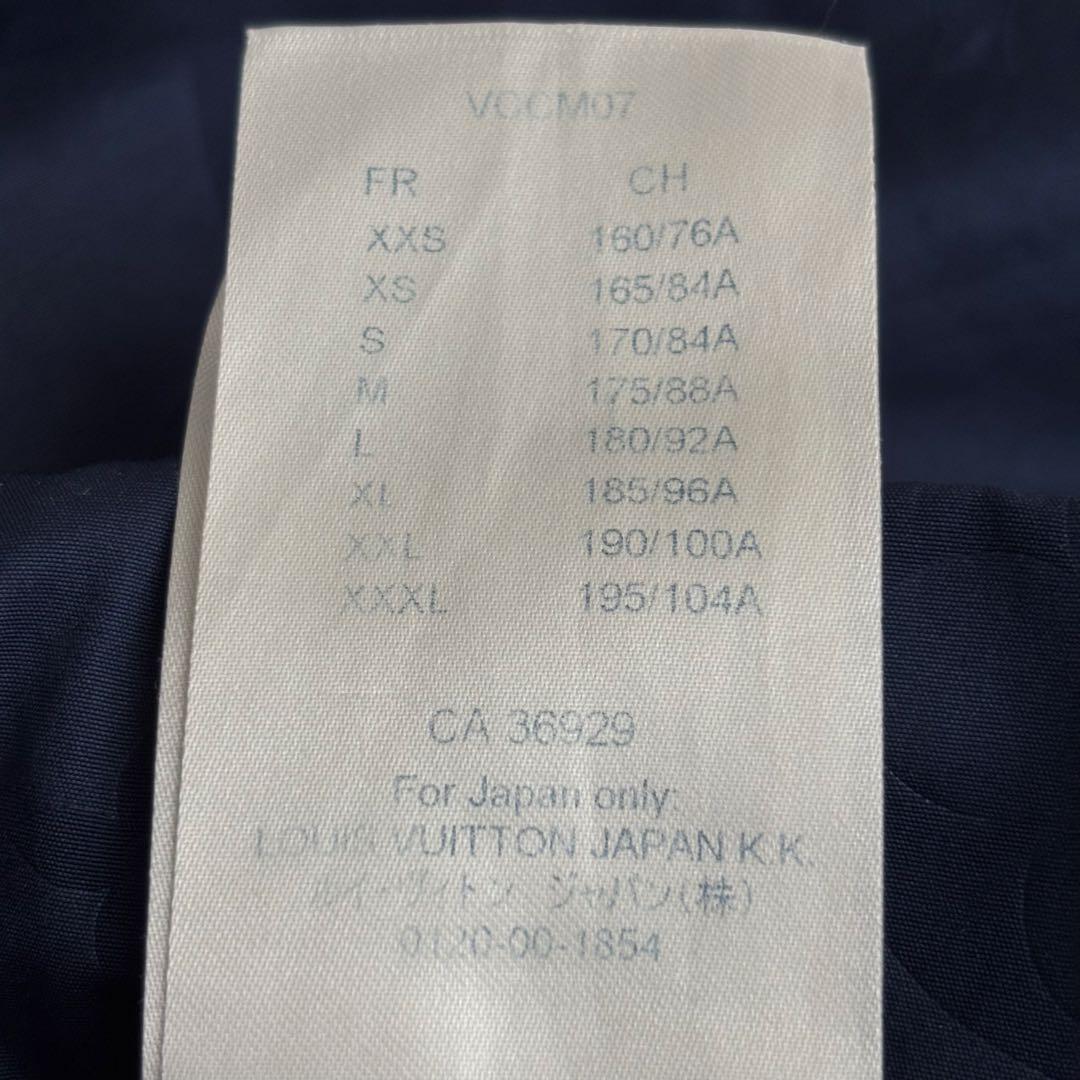 VCCM07
FR CH
XXS 160/76A
XS 165/84A
S 170/84A
M 175/88A
L 180/92A
XL 185/96A
XXL 190/100A
XXXL 195/104A
CA 36929
For Japan only:
LOUIS VUITTON JAPAN K.K.
ルイ・ヴィトン ジャパン(株)
0120-00-1854